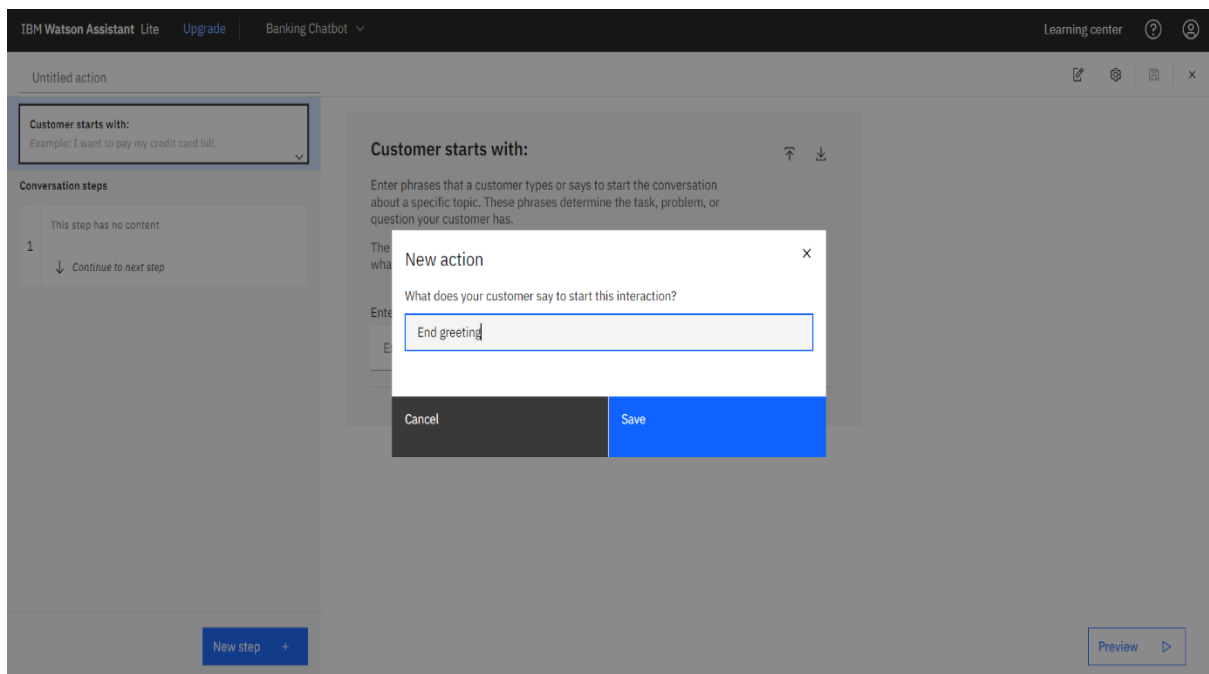 IBM Watson Assistant Lite Upgrade Banking Chatbot Learning center
Untitled action
Customer starts with:
Example: I want to pay my credit card bill.
Conversation steps
1
This step has no content
Continue to next step
New step +
Customer starts with:
Enter phrases that a customer types or says to start the conversation
about a specific topic. These phrases determine the task, problem, or
question your customer has.
The
wha
Ente
New action
What does your customer say to start this interaction?
End greeting
Cancel
Save
Preview